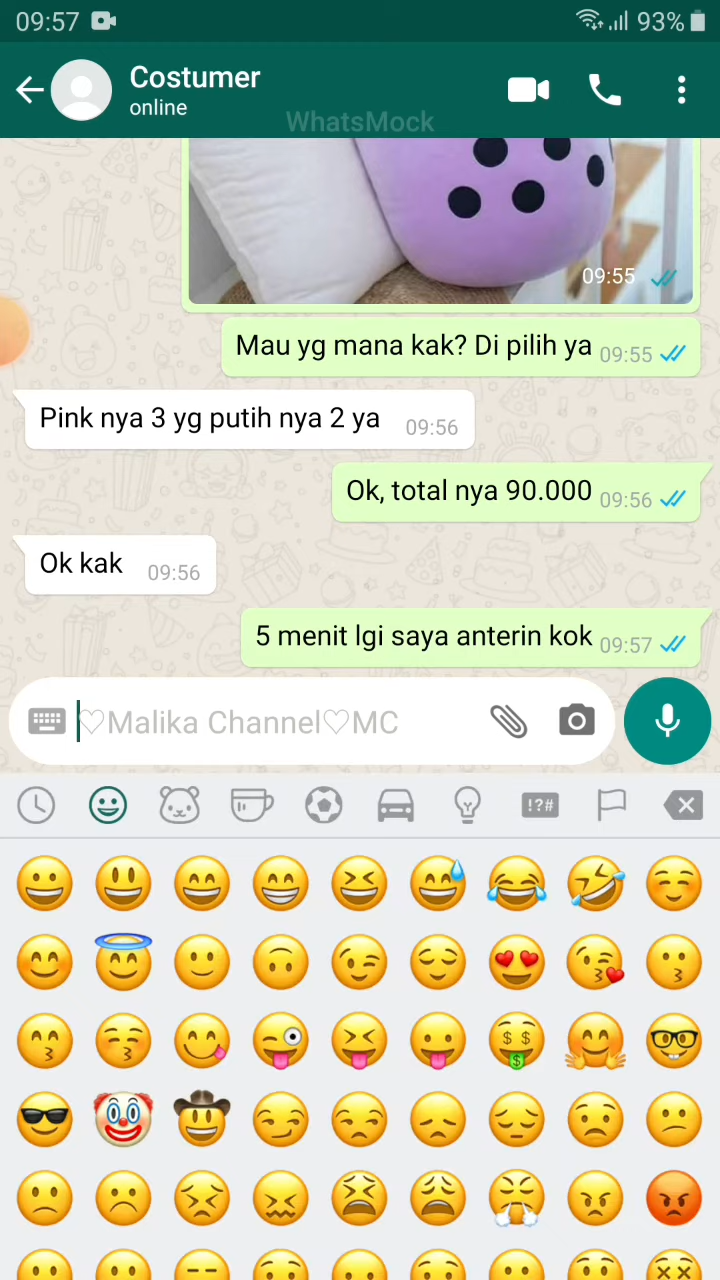 09:57
93%
Costumer
online
WhatsMock
09:55
Mau yg mana kak? Di pilih ya 09:55
Pink nya 3 yg putih nya 2 ya 09:56
Ok, total nya 90.000 09:56
Ok kak 09:56
5 menit lgi saya anterin kok 09:57
♡Malika Channel♡MC
!?#